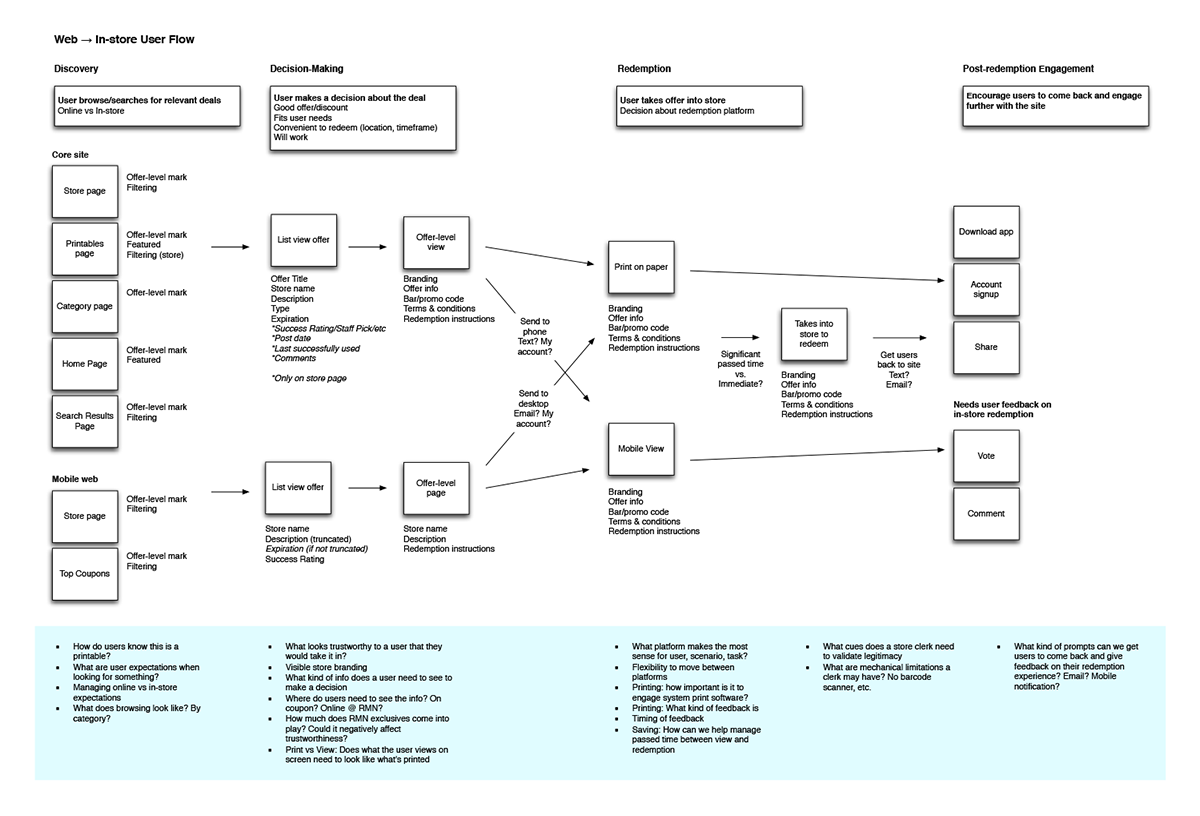 Web → In-store User Flow
Discovery
User browse/searches for relevant deals
Online vs In-store
Decision-Making
User makes a decision about the deal
Good offer/discount
Fits user needs
Convenient to redeem (location, timeframe)
Will work
Redemption
User takes offer into store
Decision about redemption platform
Post-redemption Engagement
Encourage users to come back and engage
further with the site
Core site
Store page
Offer-level mark
Filtering
Printables
page
Offer-level mark
Featured
Filtering (store)
Category page
Offer-level mark
Home Page
Offer-level mark
Featured
Search Results
Page
Offer-level mark
Filtering
List view offer
Offer Title
Store name
Description
Type
Expiration
*Success Rating/Staff Pick/etc
*Post date
*Last successfully used
*Comments
*Only on store page
Offer-level
view
Branding
Offer info
Bar/promo code
Terms & conditions
Redemption instructions
Send to
phone
Text? My
account?
Send to
desktop
Email? My
account?
Print on paper
Branding
Offer info
Bar/promo code
Terms & conditions
Redemption instructions
Significant
passed time
vs.
Immediate?
Takes into
store to
redeem
Branding
Offer info
Bar/promo code
Terms & conditions
Redemption instructions
Get users
back to site
Text?
Email?
Download app
Account
signup
Share
Needs user feedback on
in-store redemption
Vote
Comment
Mobile web
Store page
Offer-level mark
Filtering
Top Coupons
Offer-level mark
Filtering
List view offer
Store name
Description (truncated)
Expiration (if not truncated)
Success Rating
Offer-level
page
Store name
Description
Redemption instructions
Mobile View
Branding
Offer info
Bar/promo code
Terms & conditions
Redemption instructions
• How do users know this is a
printable?
• What are user expectations when
looking for something?
• Managing online vs in-store
expectations
• What does browsing look like? By
category?
• What looks trustworthy to a user that they
would take it in?
• Visible store branding
• What kind of info does a user need to see to
make a decision
• Where do users need to see the info? On
coupon? Online @ RMN?
• How much does RMN exclusives come into
play? Could it negatively affect
trustworthiness?
• Print vs View: Does what the user views on
screen need to look like what's printed
• What platform makes the most
sense for user, scenario, task?
• Flexibility to move between
platforms
• Printing: how important is it to
engage system print software?
• Printing: What kind of feedback is
• Timing of feedback
• Saving: How can we help manage
passed time between view and
redemption
• What cues does a store clerk need
to validate legitimacy
• What are mechanical limitations a
clerk may have? No barcode
scanner, etc.
• What kind of prompts can we get
users to come back and give
feedback on their redemption
experience? Email? Mobile
notification?